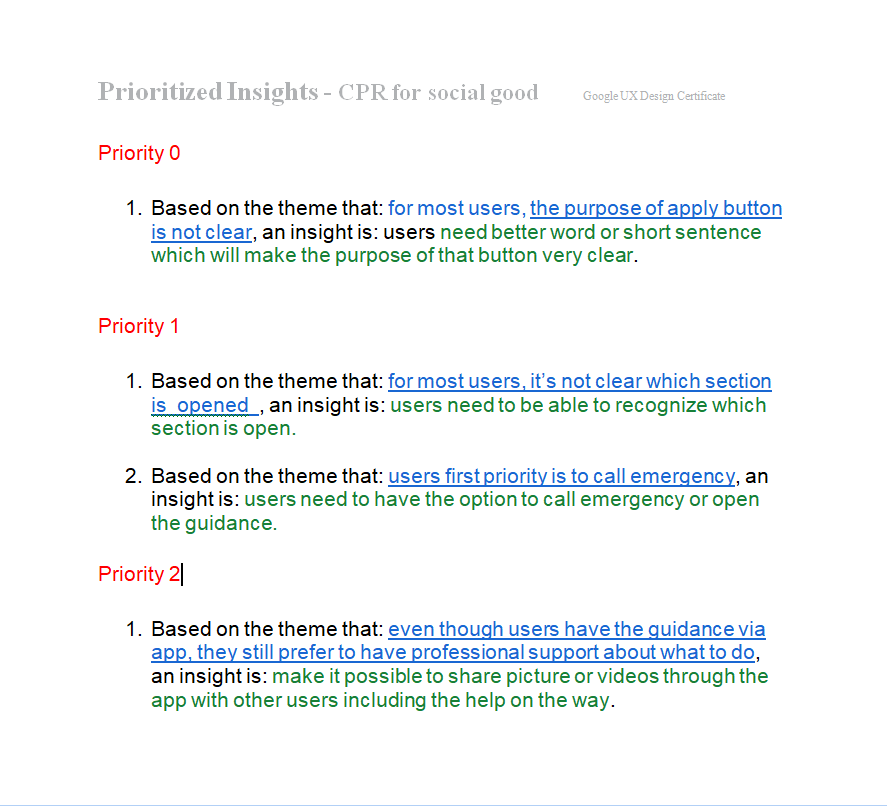 Prioritized Insights - CPR for social good Google UX Design Certificate
Priority 0
1. Based on the theme that: for most users, the purpose of apply button
is not clear, an insight is: users need better word or short sentence
which will make the purpose of that button very clear.
Priority 1
1. Based on the theme that: for most users, it's not clear which section
is  opened  , an insight is: users need to be able to recognize which
section is open.
2. Based on the theme that: users first priority is to call emergency, an
insight is: users need to have the option to call emergency or open
the guidance.
Priority 2
1. Based on the theme that: even though users have the guidance via
app, they still prefer to have professional support about what to do,
an insight is: make it possible to share picture or videos through the
app with other users including the help on the way.